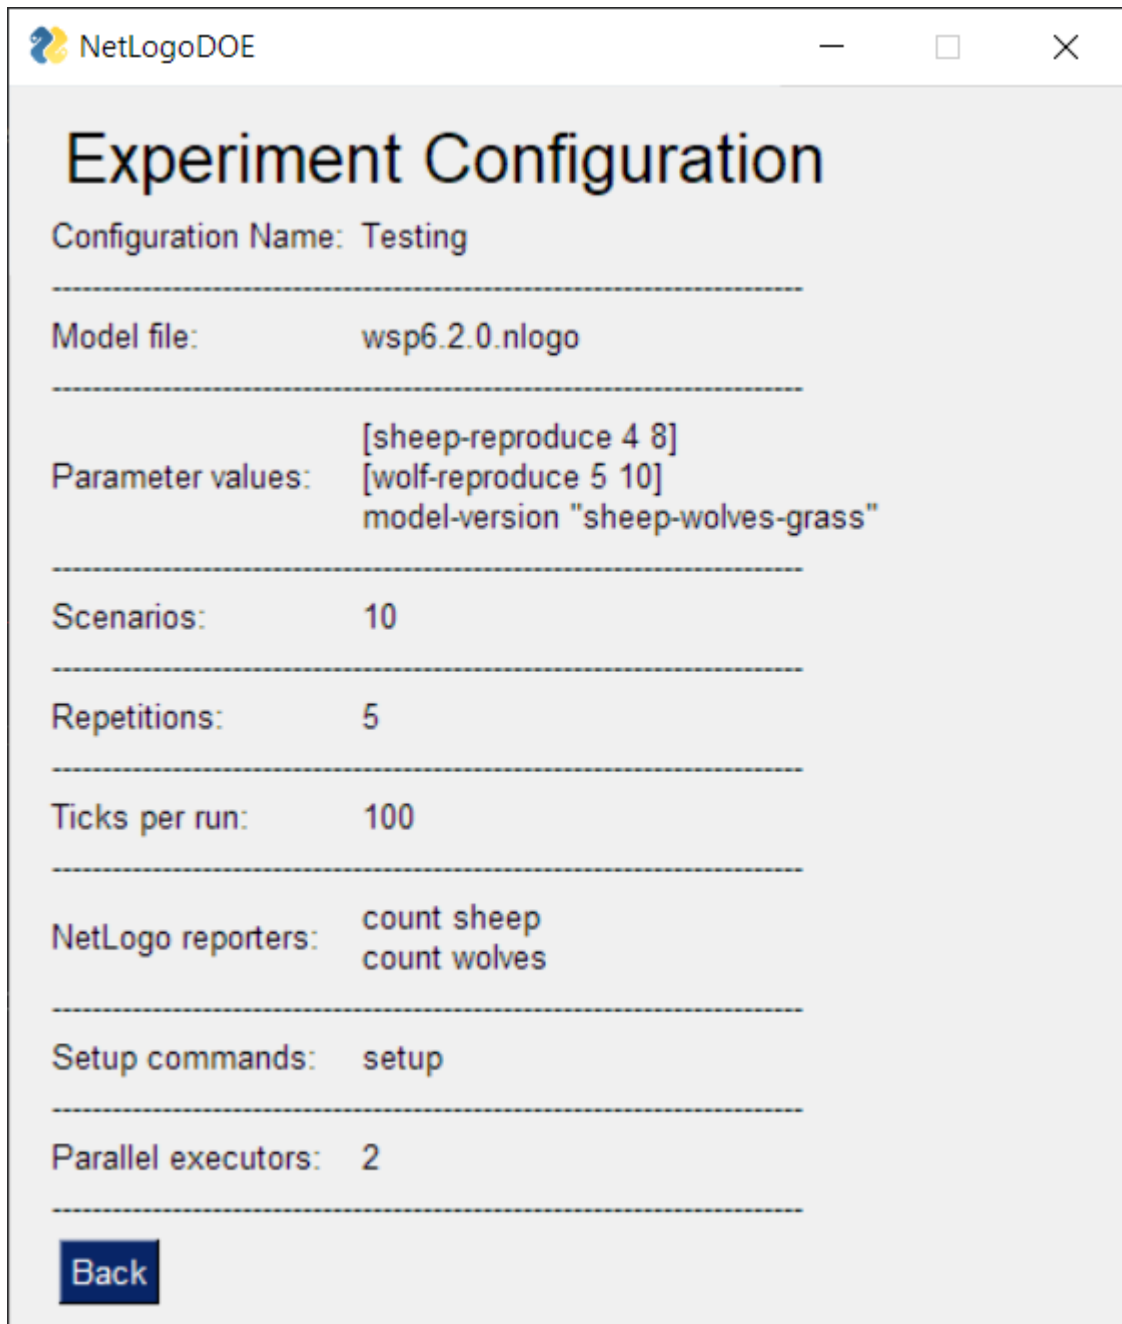 NetLogoDOE
Experiment Configuration
Configuration Name: Testing
Model file: wsp6.2.0.nlogo
Parameter values: [sheep-reproduce 4 8]
[wolf-reproduce 5 10]
model-version "sheep-wolves-grass"
Scenarios: 10
Repetitions: 5
Ticks per run: 100
NetLogo reporters: count sheep
count wolves
Setup commands: setup
Parallel executors: 2
Back